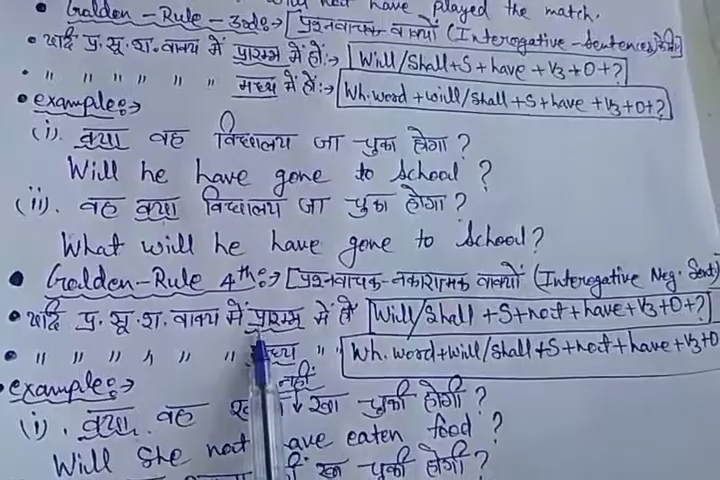 not have played the match.
• Golden-Rule-3rd:→ [प्रश्नवाचक वाक्यों (Interogative-Sentences)
• यदि प्र॰सू॰श॰ वाक्य में प्रारम्भ में हों:→ Will/Shall+S+have+V3+O+?
• " " " " " " मध्य में हों:→ Wh.word+will/shall+S+have+V3+O+?
• example:→
(i). क्या वह विद्यालय जा चुका होगा?
Will he have gone to School?
(ii). वह क्या विद्यालय जा चुका होगा?
What will he have gone to School?
• Golden-Rule 4th:→ [प्रश्नवाचक-नकारात्मक वाक्यों (Interogative Neg. Sent)
• यदि प्र॰सू॰श॰ वाक्य में प्रारम्भ में हों Will/Shall+S+not+have+V3+O+?
• " " " " " " मध्य " " Wh.word+will/Shall+S+not+have+V3+O
• example:→ नहीं
(i). क्या वह खा चुकी होगी?
Will She not have eaten food?
खा चुकी होगी?